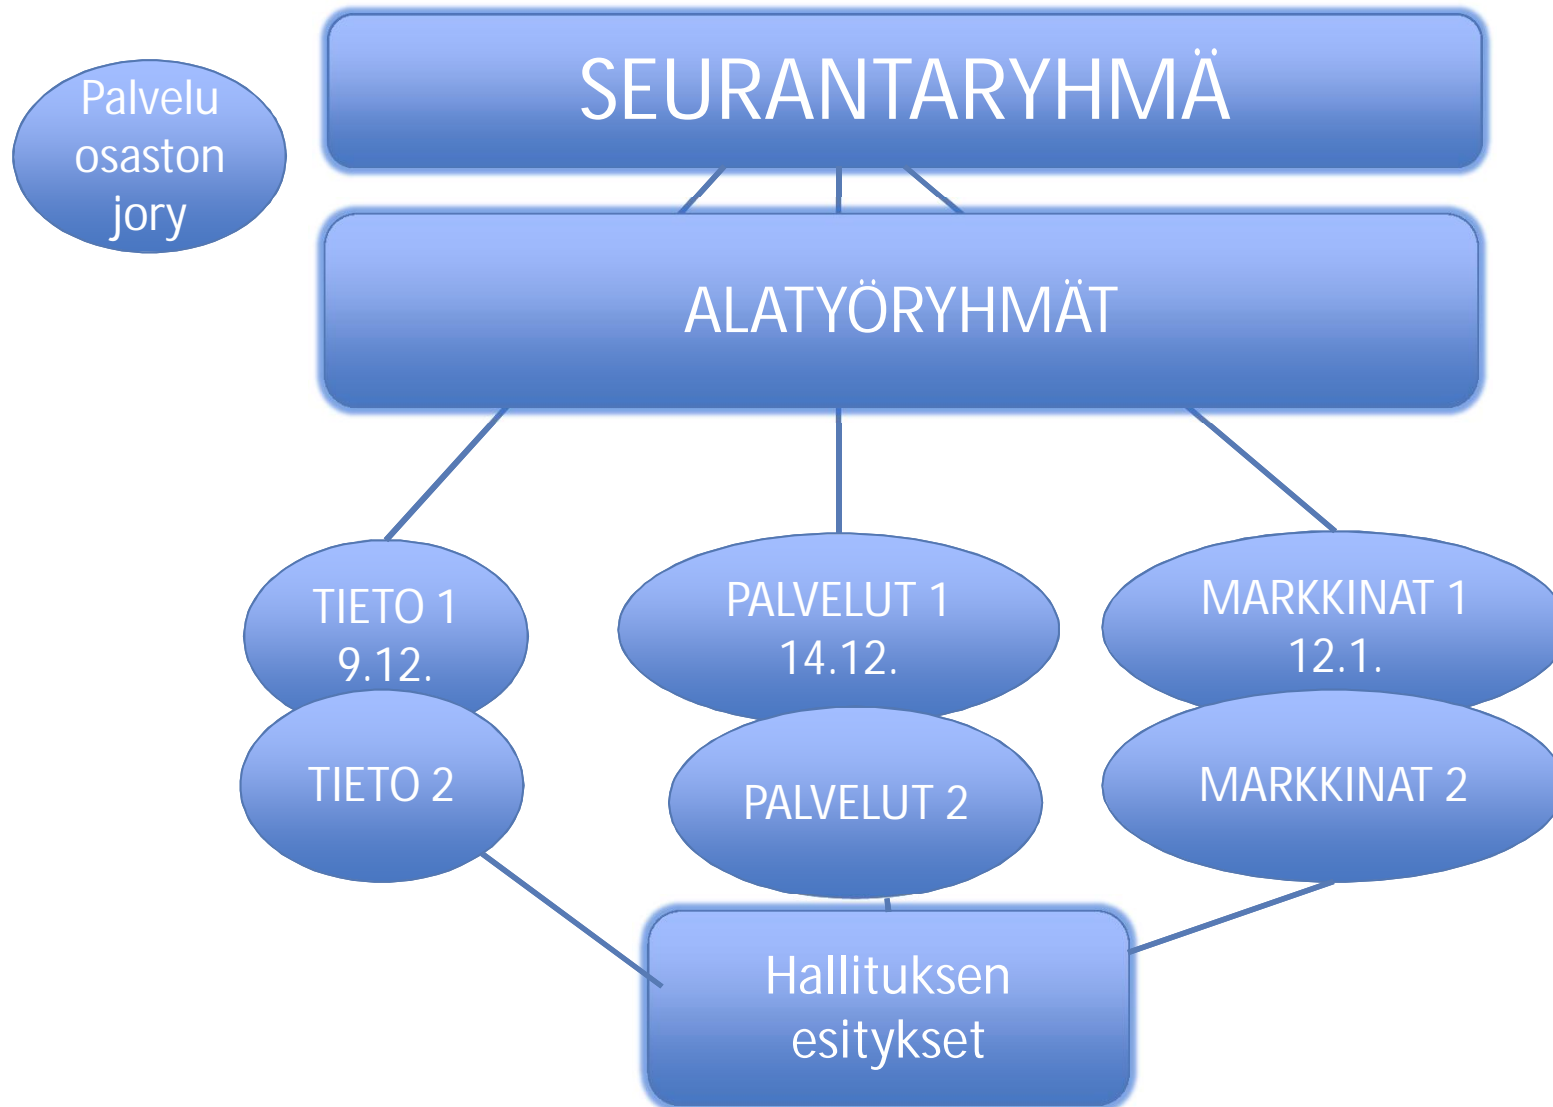 Palvelu
osaston
jory
SEURANTARYHMÄ
ALATYÖRYHMÄT
TIETO 1
9.12.
PALVELUT 1
14.12.
MARKKINAT 1
12.1.
TIETO 2
PALVELUT 2
MARKKINAT 2
Hallituksen
esitykset